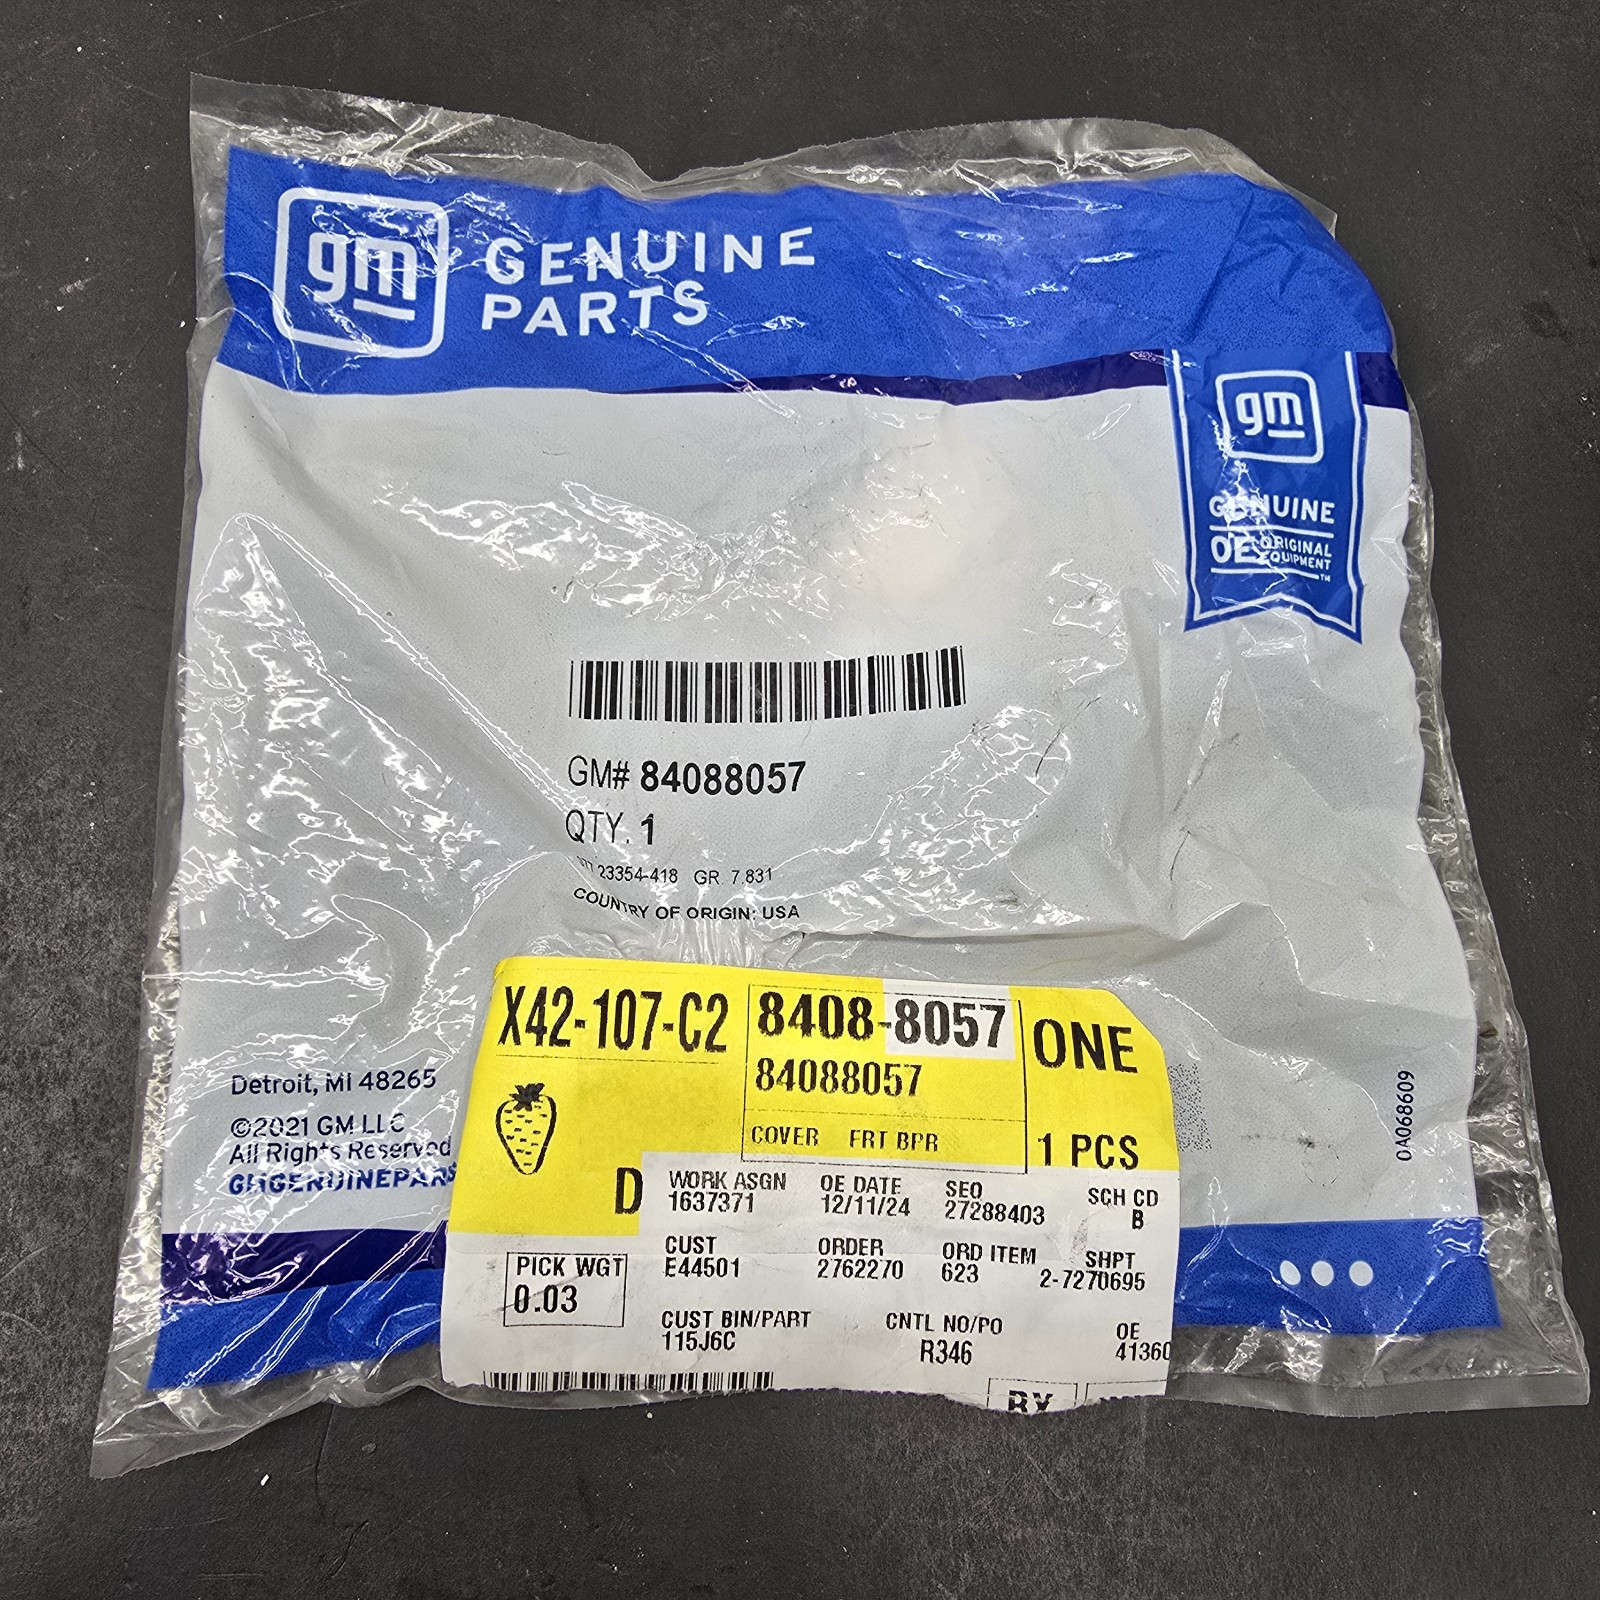 gm GENUINE
PARTS
gm
GENUINE
OE ORIGINAL
EQUIPMENT™
GM# 84088057
QTY. 1
23354-418 GR. 7.831
COUNTRY OF ORIGIN: USA
X42-107-C2
8408-8057
84088057
COVER FRT BPR
ONE
1 PCS
D
WORK ASGN
1637371
OE DATE
12/11/24
SEQ
27288403
SCH CD
B
PICK WGT
0.03
CUST
E44501
ORDER
2762270
ORD ITEM
623
SHPT
2-7270695
CUST BIN/PART
115J6C
CNTL NO/PO
R346
OE
41360
BX
Detroit, MI 48265
©2021 GM LLC
All Rights Reserved
0A068609